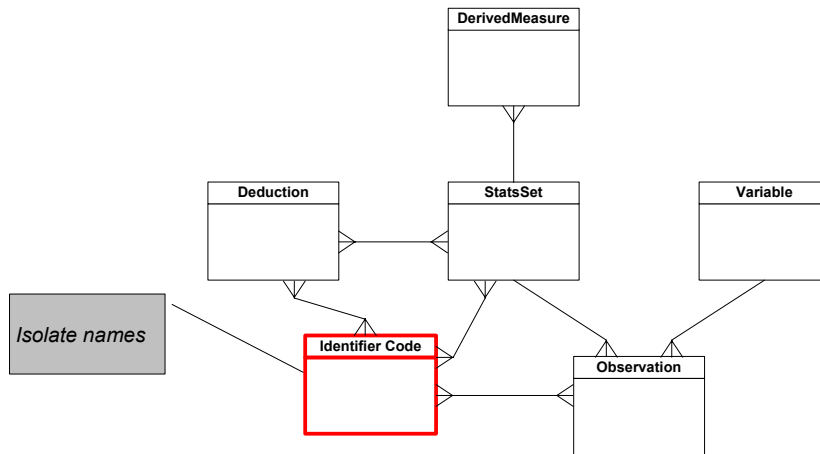 DerivedMeasure
Deduction
StatsSet
Variable
Isolate names
Identifier Code
Observation